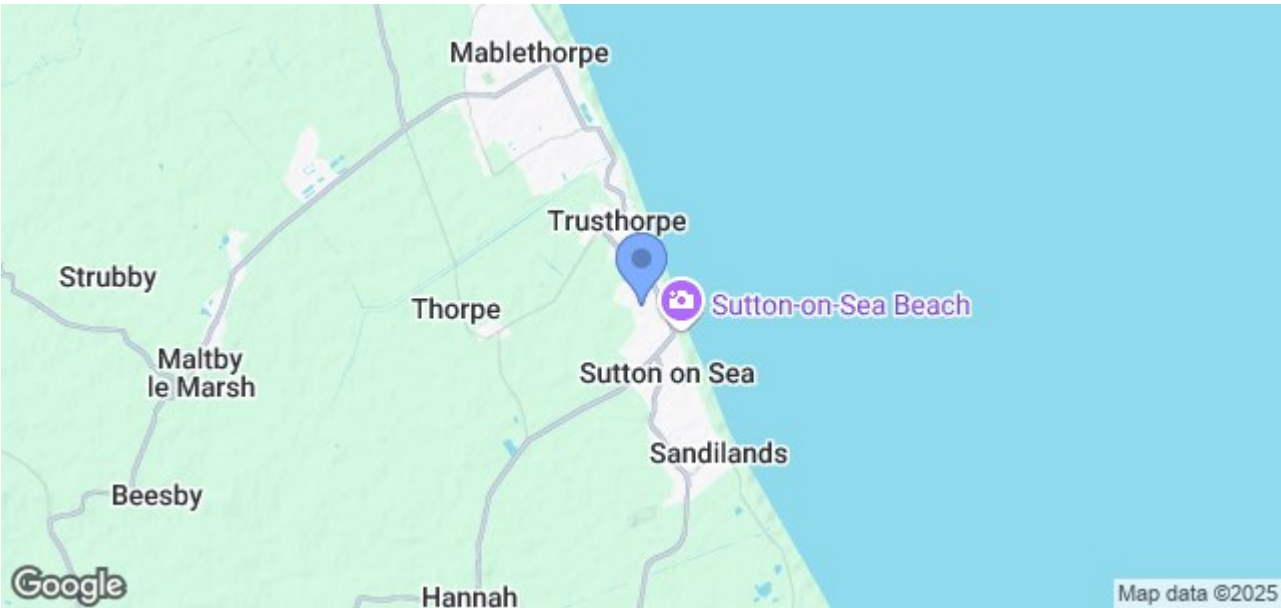 Mablethorpe
Trusthorpe
Strubby
Thorpe
Sutton-on-Sea Beach
Maltby
le Marsh
Sutton on Sea
Sandilands
Beesby
Hannah
Google
Map data ©2025